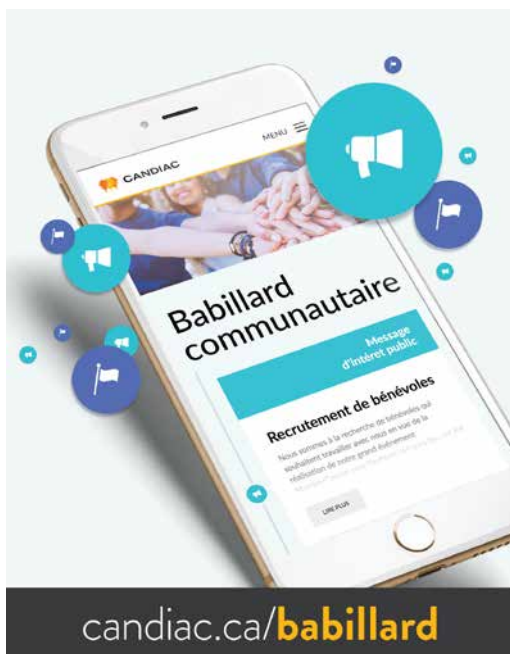 MENU
CANDIAC
Babillard
communautaire
Message
d'intéret public
Recrutement de bénévoles
Nous sommes à la recherche de bénévoles qui
souhaitent travailler avec nous en vue de la
réalisation de notre grand événement
LIRE PLUS
candiac.ca/babillard